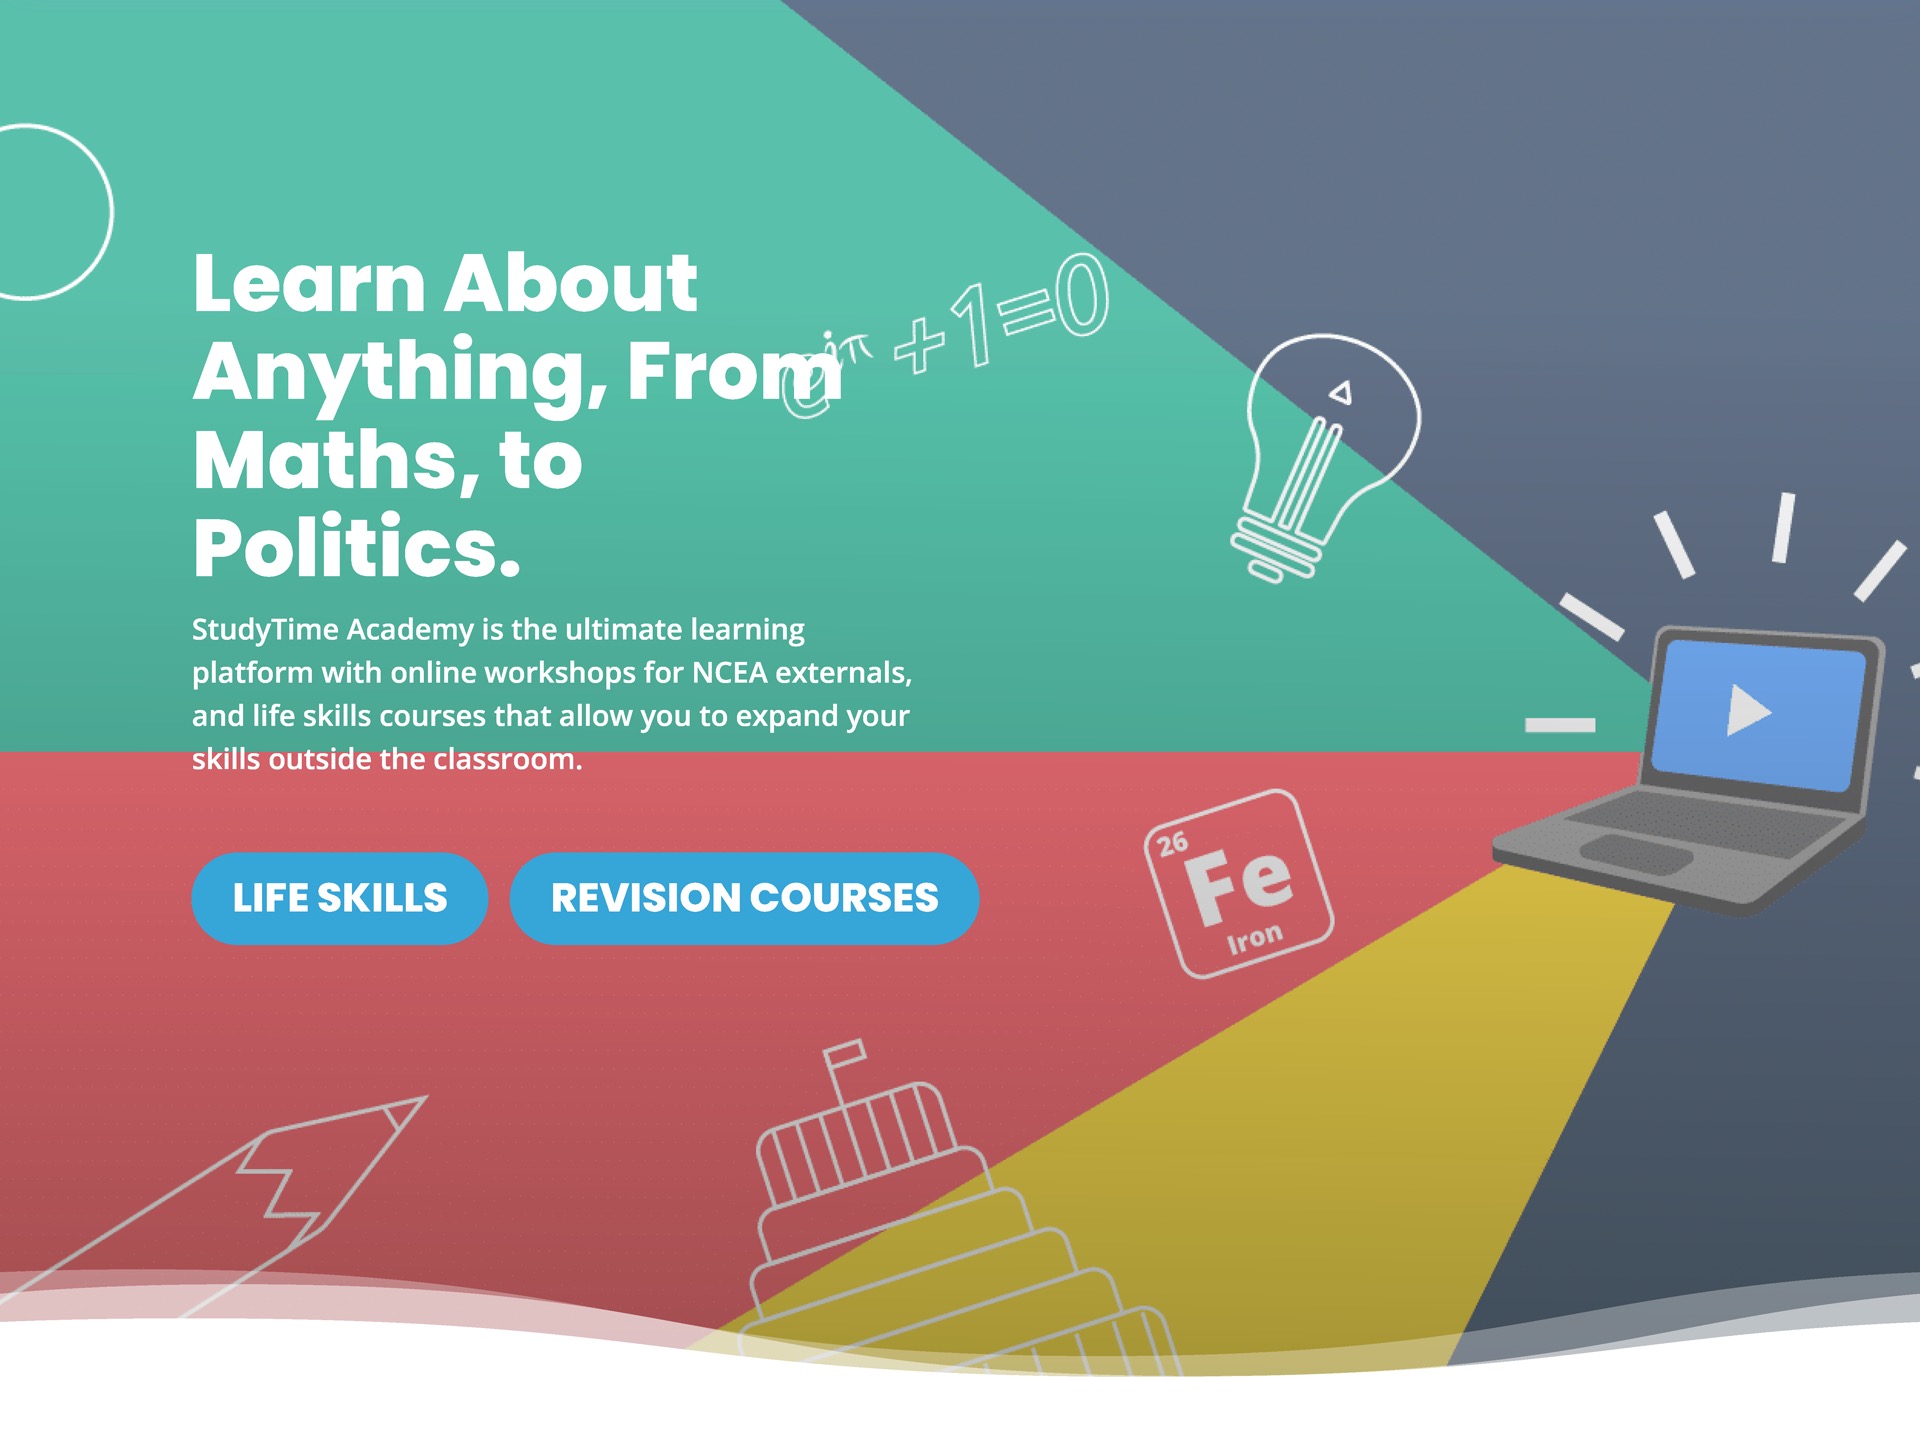 Learn About
Anything, From
Maths, to
Politics.
e^iπ +1=0
StudyTime Academy is the ultimate learning
platform with online workshops for NCEA externals,
and life skills courses that allow you to expand your
skills outside the classroom.
LIFE SKILLS
REVISION COURSES
26
Fe
Iron